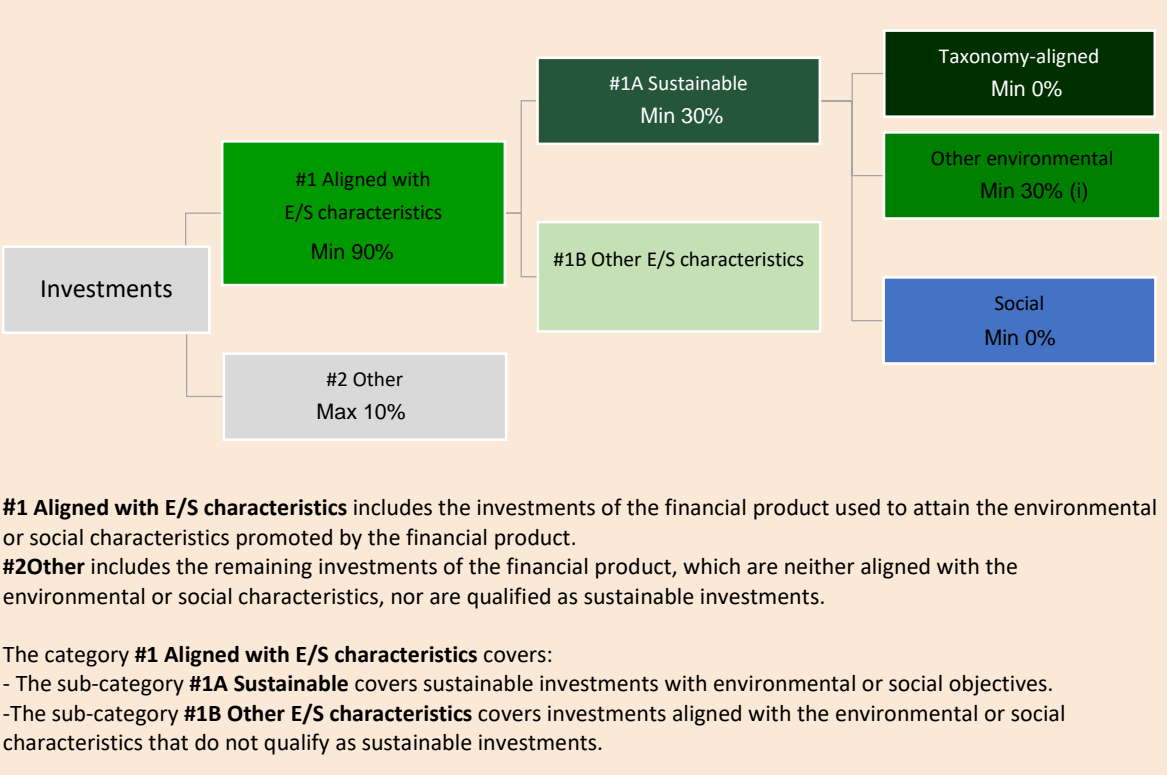 Investments
#1 Aligned with
E/S characteristics
Min 90%
#2 Other
Max 10%
#1A Sustainable
Min 30%
#1B Other E/S characteristics
Taxonomy-aligned
Min 0%
Other environmental
Min 30% (i)
Social
Min 0%
#1 Aligned with E/S characteristics includes the investments of the financial product used to attain the environmental
or social characteristics promoted by the financial product.
#2Other includes the remaining investments of the financial product, which are neither aligned with the
environmental or social characteristics, nor are qualified as sustainable investments.
The category #1 Aligned with E/S characteristics covers:
- The sub-category #1A Sustainable covers sustainable investments with environmental or social objectives.
-The sub-category #1B Other E/S characteristics covers investments aligned with the environmental or social
characteristics that do not qualify as sustainable investments.